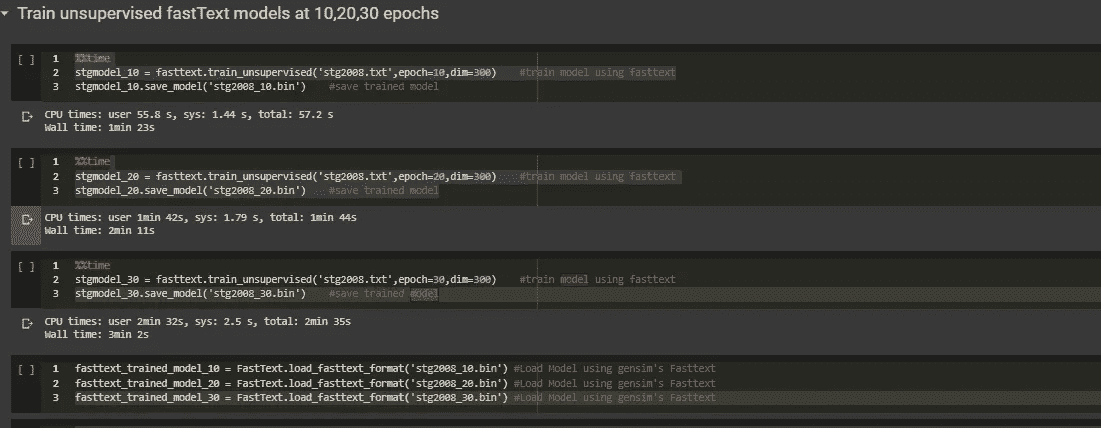 Train unsupervised fastText models at 10,20,30 epochs
[ ] 1 %%time
2 stgmodel_10 = fasttext.train_unsupervised('stg2008.txt',epoch=10,dim=300) #train model using fasttext
3 stgmodel_10.save_model('stg2008_10.bin') #save trained model
CPU times: user 55.8 s, sys: 1.44 s, total: 57.2 s
Wall time: 1min 23s
[ ] 1 %%time
2 stgmodel_20 = fasttext.train_unsupervised('stg2008.txt',epoch=20,dim=300) #train model using fasttext
3 stgmodel_20.save_model('stg2008_20.bin') #save trained model
CPU times: user 1min 42s, sys: 1.79 s, total: 1min 44s
Wall time: 2min 11s
[ ] 1 %%time
2 stgmodel_30 = fasttext.train_unsupervised('stg2008.txt',epoch=30,dim=300) #train model using fasttext
3 stgmodel_30.save_model('stg2008_30.bin') #save trained model
CPU times: user 2min 32s, sys: 2.5 s, total: 2min 35s
Wall time: 3min 2s
[ ] 1 fasttext_trained_model_10 = FastText.load_fasttext_format('stg2008_10.bin') #Load Model using gensim's Fasttext
2 fasttext_trained_model_20 = FastText.load_fasttext_format('stg2008_20.bin') #Load Model using gensim's Fasttext
3 fasttext_trained_model_30 = FastText.load_fasttext_format('stg2008_30.bin') #Load Model using gensim's Fasttext